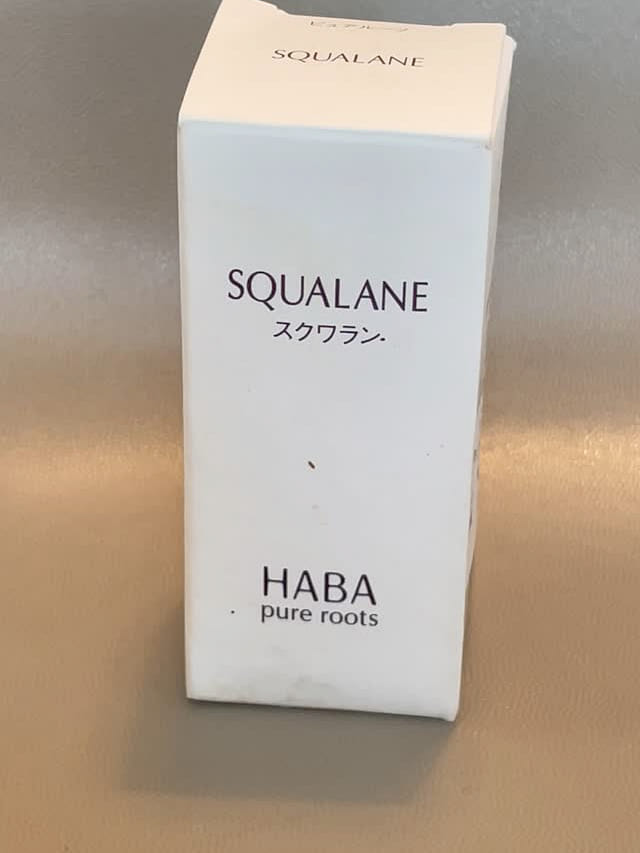 SQUALANE
SQUALANE
スクワラン
HABA
pure roots